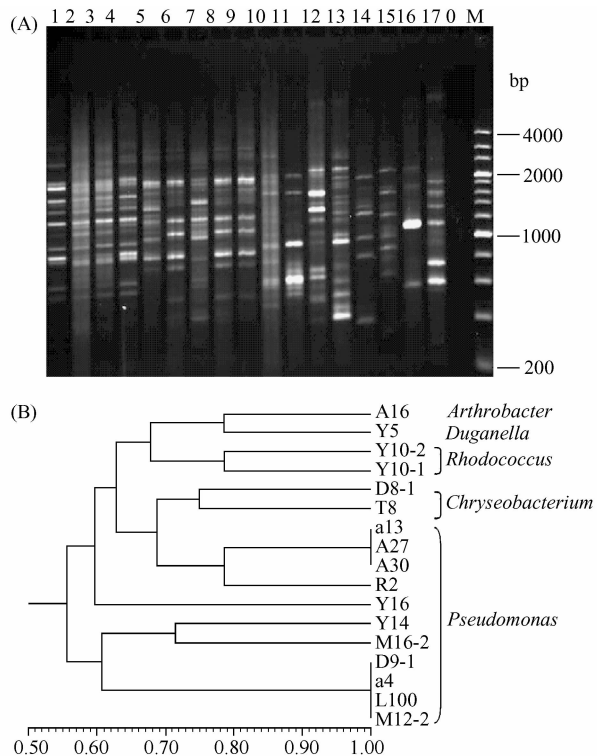 (A)
1 2 3 4 5 6 7 8 9 10 11 12 13 14 15 16 17 0 M
bp
4000
2000
1000
200
(B)
A16 Arthrobacter
Y5 Duganella
Y10-2
Rhodococcus
Y10-1
D8-1
Chryseobacterium
T8
a13
A27
A30
R2
Y16
Pseudomonas
Y14
M16-2
D9-1
a4
L100
M12-2
0.50 0.60 0.70 0.80 0.90 1.00